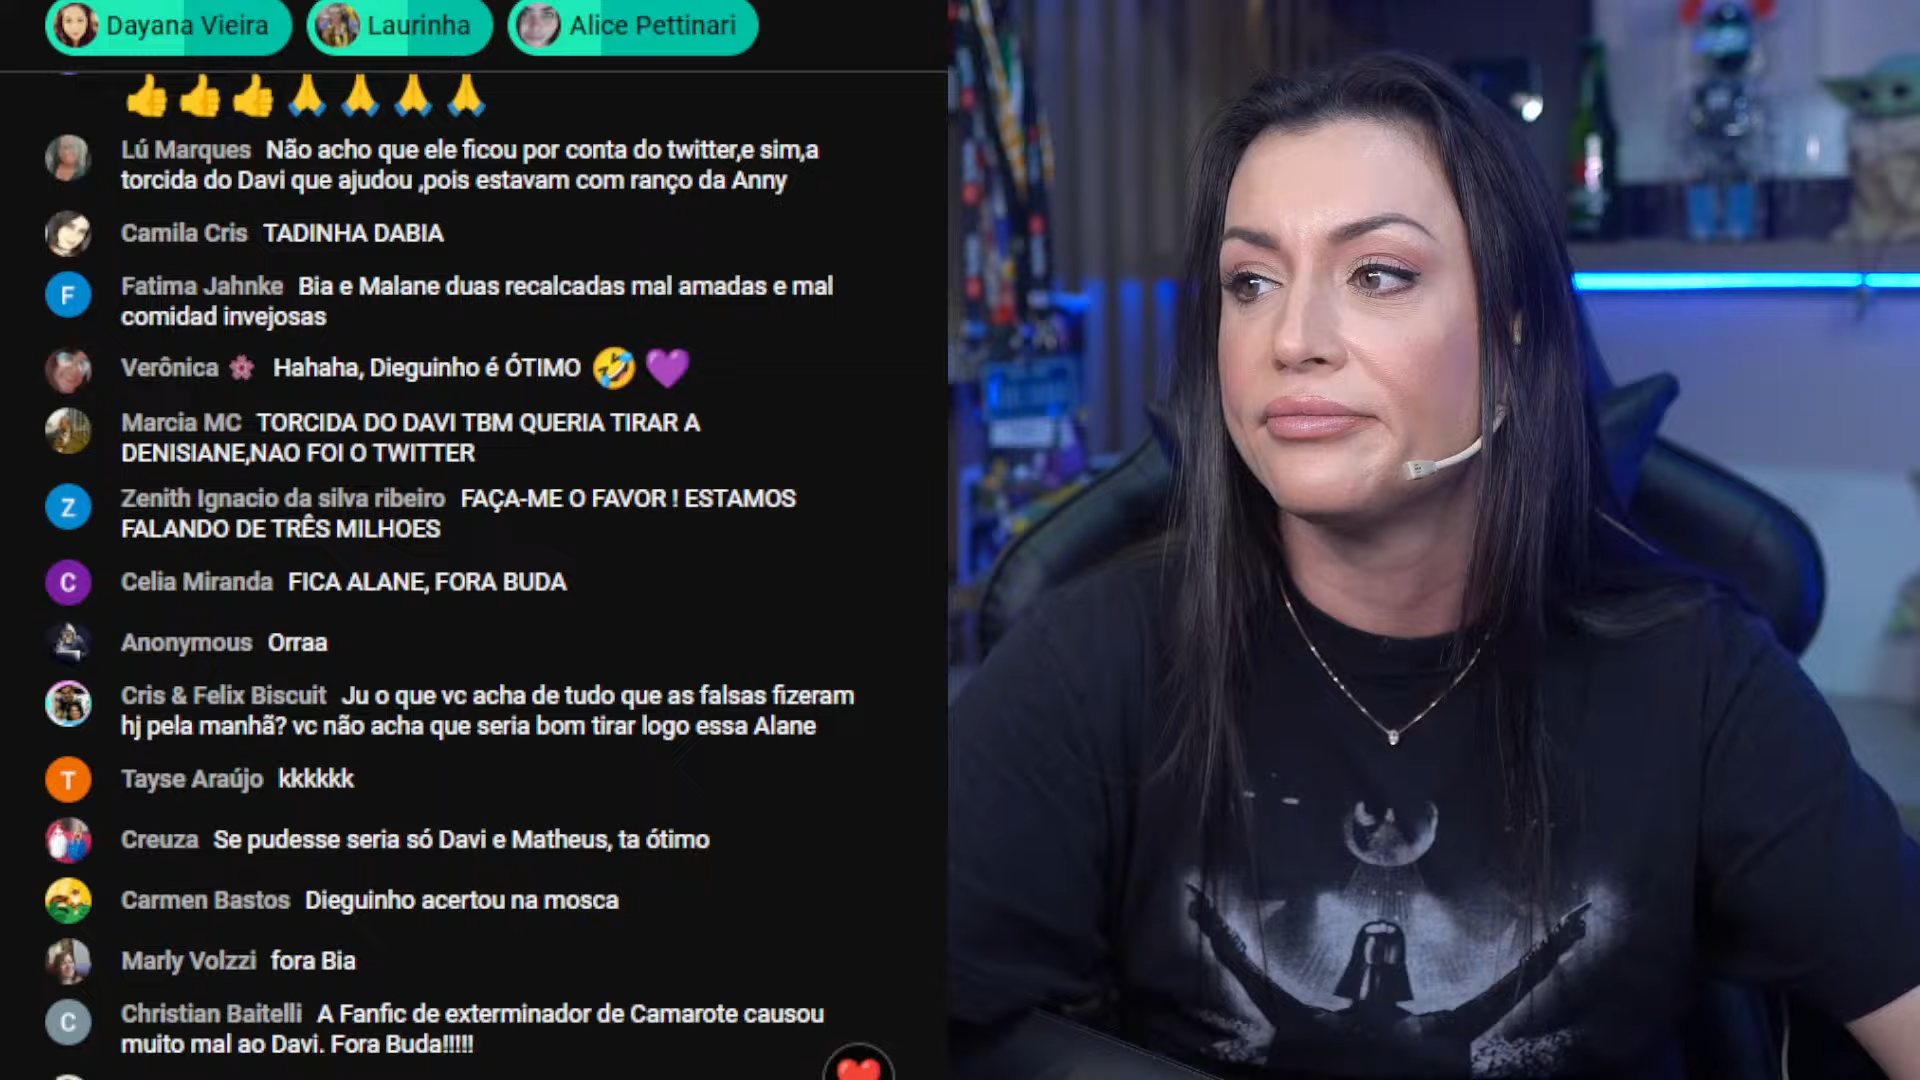 Dayana Vieira Laurinha Alice Pettinari
👍👍👍🙏🙏🙏🙏
Lú Marques Não acho que ele ficou por conta do twitter,e sim,a
torcida do Davi que ajudou ,pois estavam com ranço da Anny
Camila Cris TADINHA DABIA
F Fatima Jahnke Bia e Malane duas recalcadas mal amadas e mal
comidad invejosas
Verônica 🌸 Hahaha, Dieguinho é ÓTIMO 🤣💜
Marcia MC TORCIDA DO DAVI TBM QUERIA TIRAR A
DENISIANE,NAO FOI O TWITTER
Z Zenith Ignacio da silva ribeiro FAÇA-ME O FAVOR ! ESTAMOS
FALANDO DE TRÊS MILHOES
C Celia Miranda FICA ALANE, FORA BUDA
Anonymous Orraa
Cris & Felix Biscuit Ju o que vc acha de tudo que as falsas fizeram
hj pela manhã? vc não acha que seria bom tirar logo essa Alane
T Tayse Araújo kkkkkk
Creuza Se pudesse seria só Davi e Matheus, ta ótimo
Carmen Bastos Dieguinho acertou na mosca
Marly Volzzi fora Bia
C Christian Baitelli A Fanfic de exterminador de Camarote causou
muito mal ao Davi. Fora Buda!!!!!